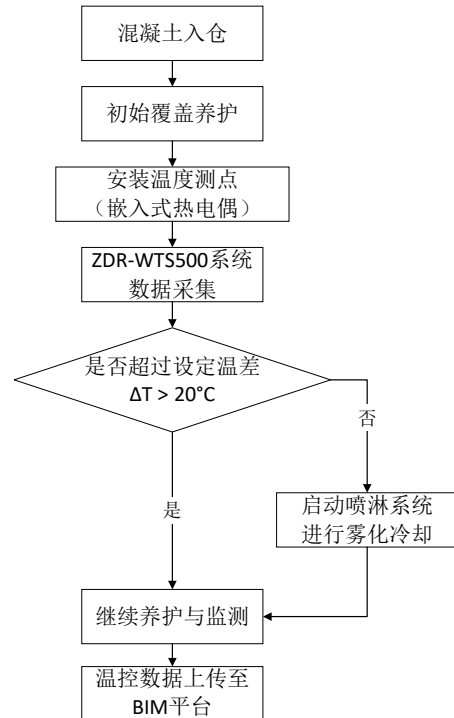 混凝土入仓
初始覆盖养护
安装温度测点
（嵌入式热电偶）
ZDR-WTS500系统
数据采集
是否超过设定温差
ΔT > 20°C
否
是
启动喷淋系统
进行雾化冷却
继续养护与监测
温控数据上传至
BIM平台